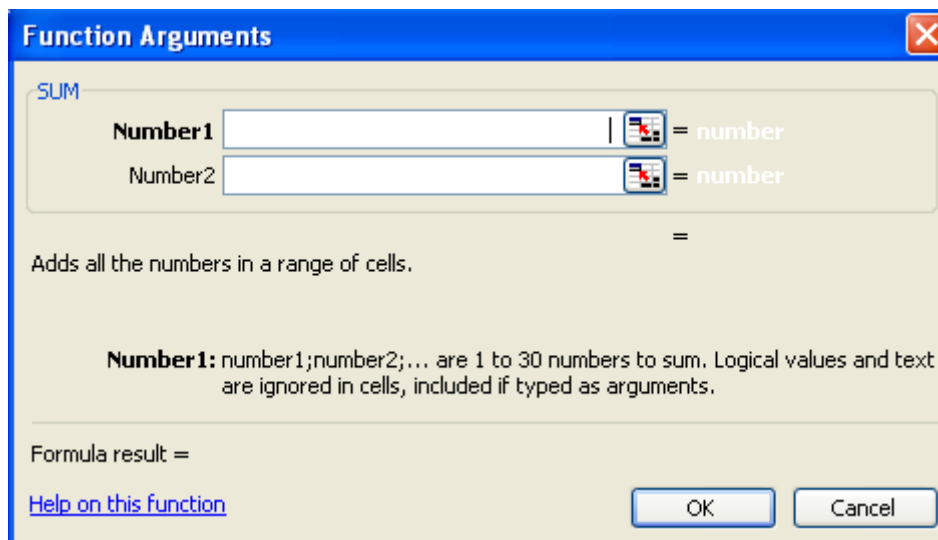 Function Arguments
SUM
Number1 = number
Number2 = number
=
Adds all the numbers in a range of cells.
Number1: number1;number2;... are 1 to 30 numbers to sum. Logical values and text
are ignored in cells, included if typed as arguments.
Formula result =
Help on this function
OK Cancel